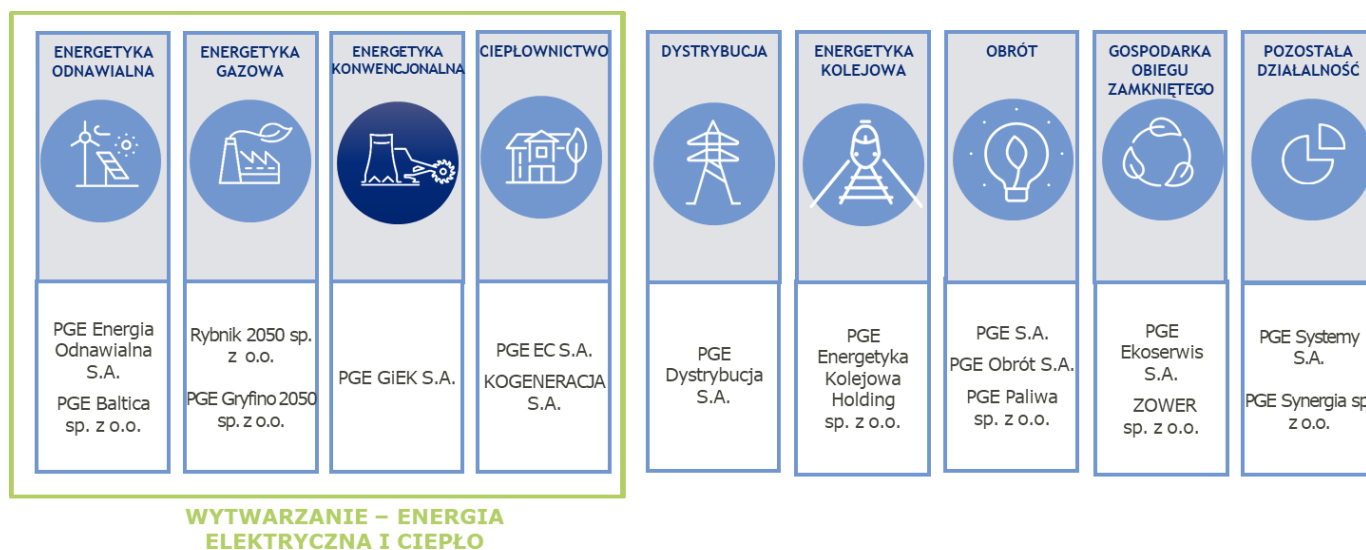 ENERGETYKA
ODNAWIALNA
ENERGETYKA
GAZOWA
ENERGETYKA
KONWENCJONALNA
CIEPŁOWNICTWO
DYSTRYBUCJA
ENERGETYKA
KOLEJOWA
OBRÓT
GOSPODARKA
OBIEGU
ZAMKNIĘTEGO
POZOSTAŁA
DZIAŁALNOŚĆ
PGE Energia
Odnawialna
S.A.
PGE Baltica
sp. z o.o.
Rybnik 2050 sp.
z o.o.
PGE Gryfino 2050
sp. z o.o.
PGE GiEK S.A.
PGE EC S.A.
KOGENERACJA
S.A.
PGE
Dystrybucja
S.A.
PGE
Energetyka
Kolejowa
Holding
sp. z o.o.
PGE S.A.
PGE Obrót S.A.
PGE Paliwa
sp. z o.o.
PGE
Ekoserwis
S.A.
ZOWER
sp. z o.o.
PGE Systemy
S.A.
PGE Synergia sp
z o.o.
WYTWARZANIE – ENERGIA
ELEKTRYCZNA I CIEPŁO